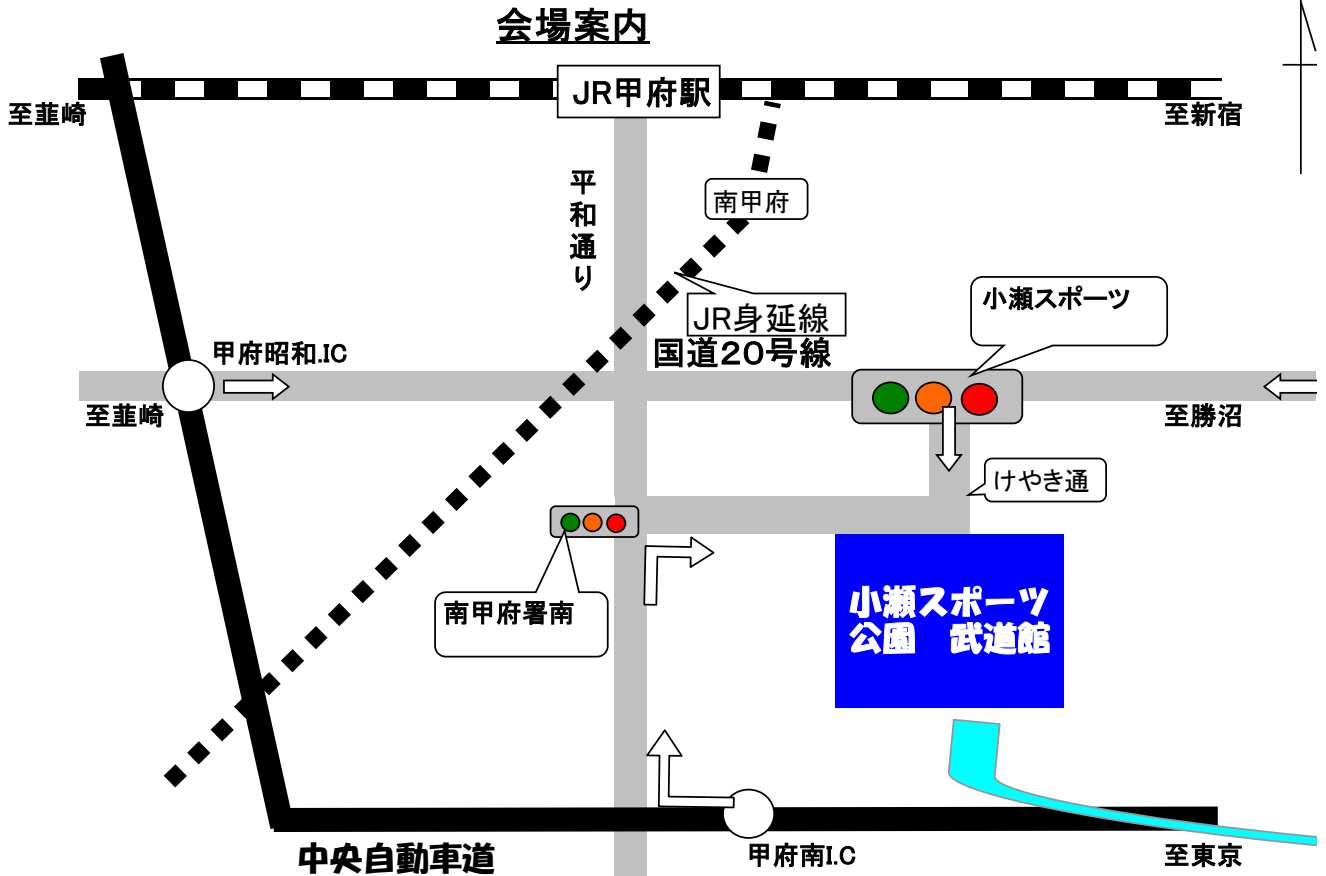 会場案内
JR甲府駅
至韮崎
至新宿
平和通り
南甲府
小瀬スポーツ
JR身延線
国道20号線
甲府昭和.IC
至韮崎
至勝沼
けやき通
南甲府署南
小瀬スポーツ
公園　武道館
中央自動車道
甲府南I.C
至東京